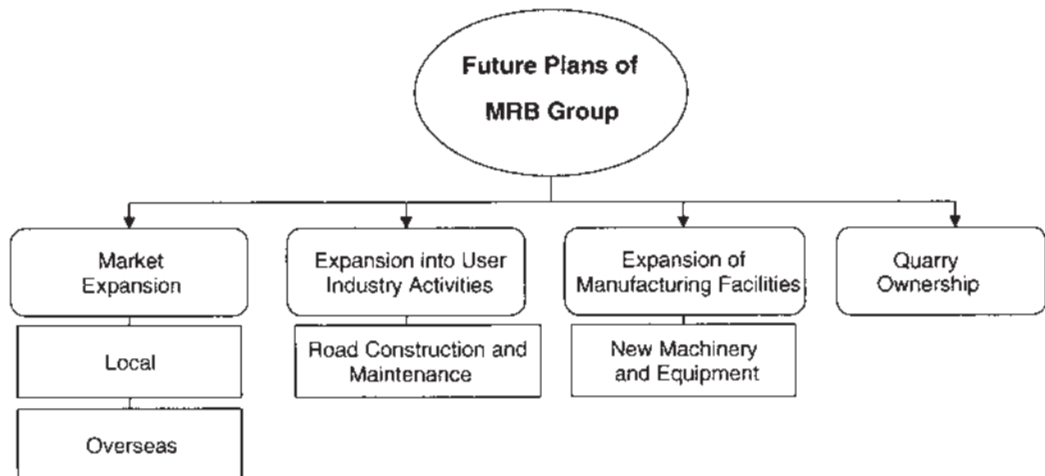 Future Plans of
MRB Group
Market
Expansion
Expansion into User
Industry Activities
Expansion of
Manufacturing Facilities
Quarry
Ownership
Local
Overseas
Road Construction and
Maintenance
New Machinery
and Equipment